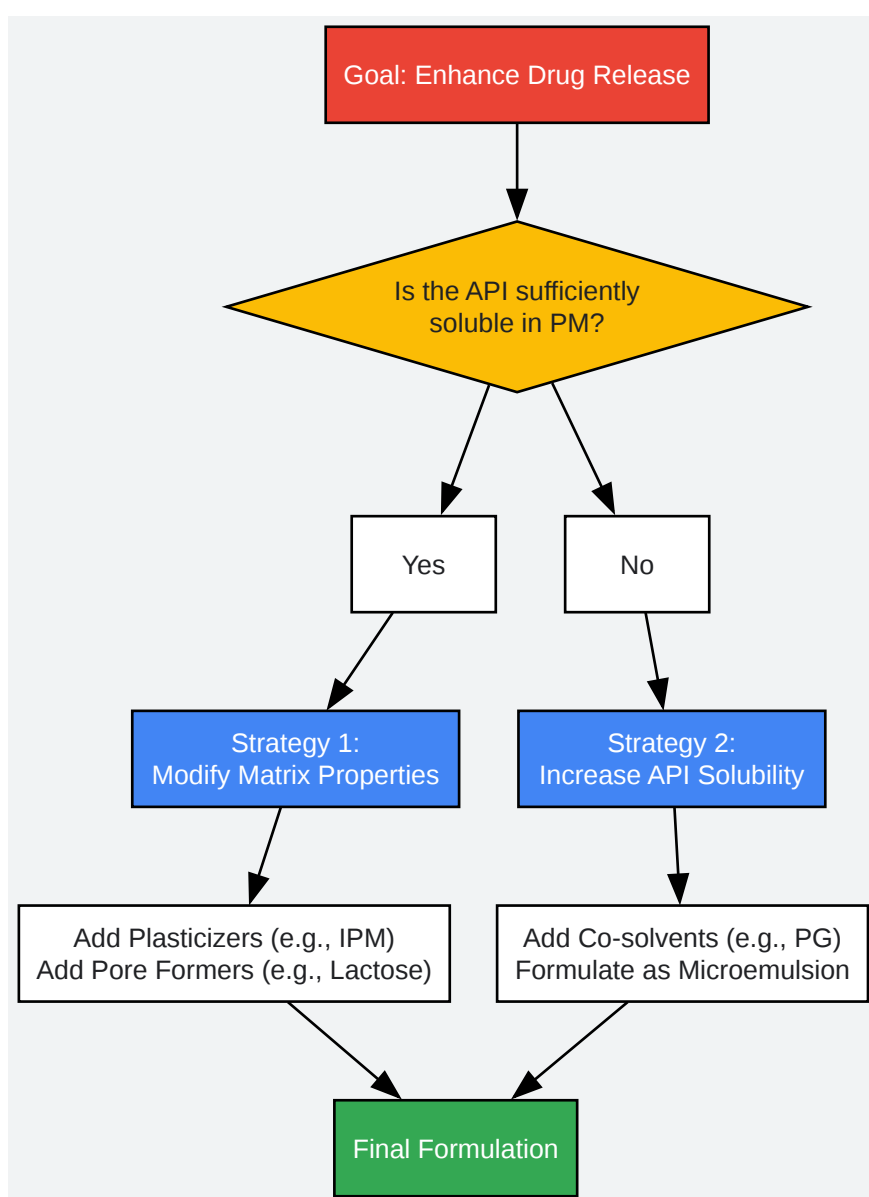 Goal: Enhance Drug Release
Is the API sufficiently
soluble in PM?
Yes
No
Strategy 1:
Modify Matrix Properties
Strategy 2:
Increase API Solubility
Add Plasticizers (e.g., IPM)
Add Pore Formers (e.g., Lactose)
Add Co-solvents (e.g., PG)
Formulate as Microemulsion
Final Formulation